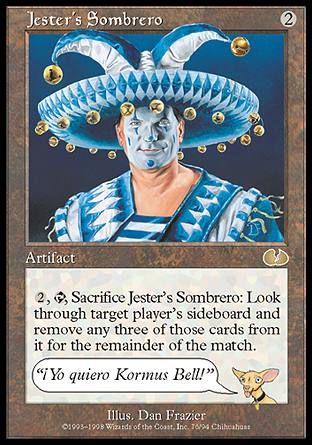 Jester's Sombrero 2
Artifact
2, , Sacrifice Jester's Sombrero: Look
through target player's sideboard and
remove any three of those cards from
it for the remainder of the match.
"¡Yo quiero Kormus Bell!"
Illus. Dan Frazier
©1993-1998 Wizards of the Coast, Inc. 76/94 Chihuahuas